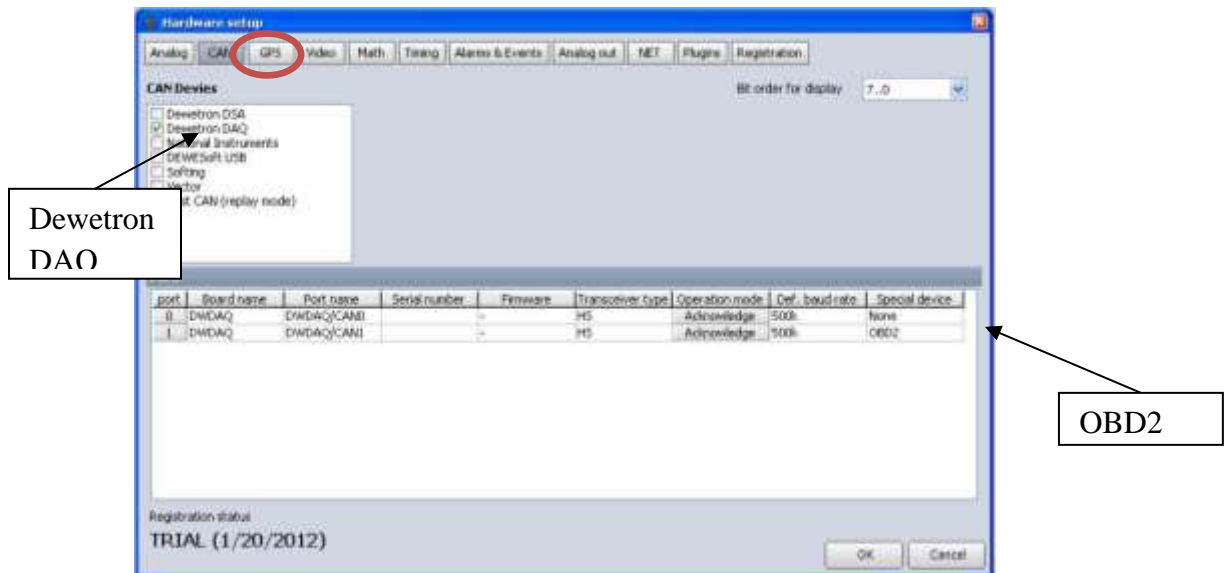 Hardware setup
Analog CAN GPS Video Math Timing Alarms & Events Analog out NET Plugins Registration
CAN Devies
Bit order for display 7..0
Dewetron DSA
Dewetron DAQ
National Instruments
DEWESoft USB
Softing
Vector
CAN (replay mode)
Dewetron
DAQ
port Board name Port name Serial number Firmware Transceiver type Operation mode Def. baud rate Special device
0 DWDAQ DWDAQ/CAN0 - HS Acknowledge 500k None
1 DWDAQ DWDAQ/CAN1 - HS Acknowledge 500k OBD2
OBD2
Registration status
TRIAL (1/20/2012)
OK Cancel